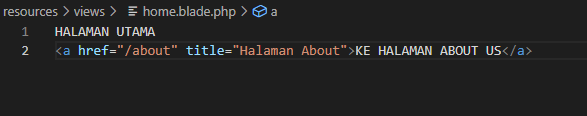 resources > views > home.blade.php > a
1 HALAMAN UTAMA
2 <a href="/about" title="Halaman About">KE HALAMAN ABOUT US</a>